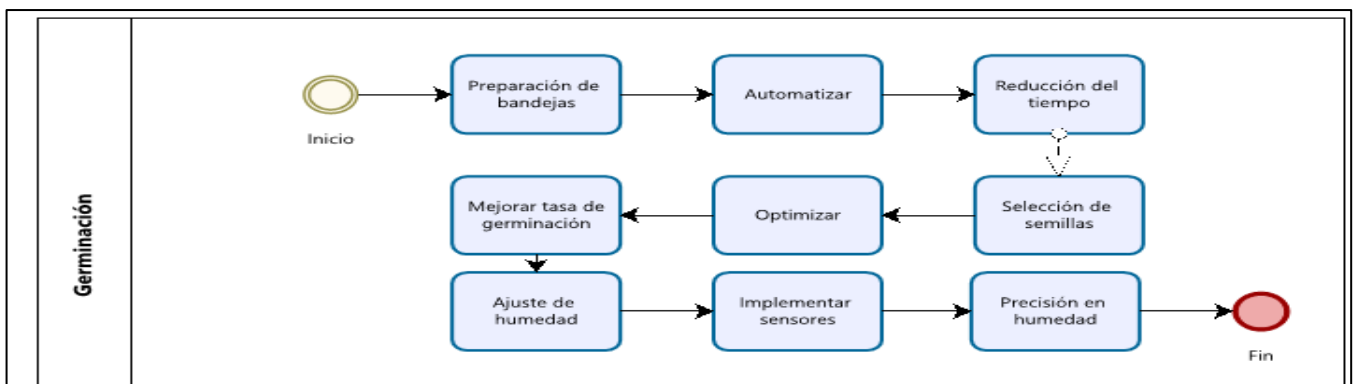 Germinación
Inicio
Preparación de
bandejas
Automatizar
Reducción del
tiempo
Selección de
semillas
Optimizar
Mejorar tasa de
germinación
Ajuste de
humedad
Implementar
sensores
Precisión en
humedad
Fin